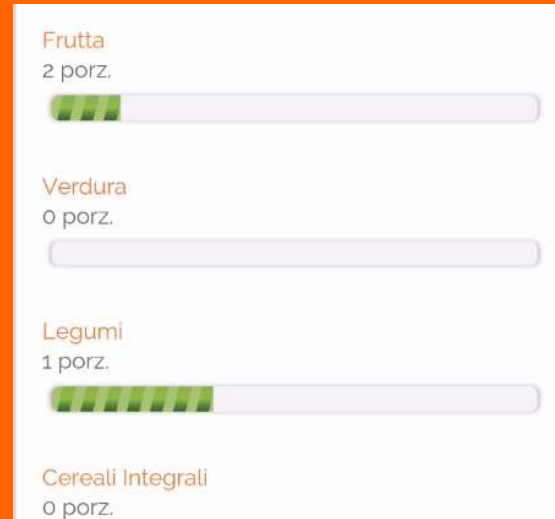 Frutta
2 porz.
Verdura
0 porz.
Legumi
1 porz.
Cereali Integrali
0 porz.